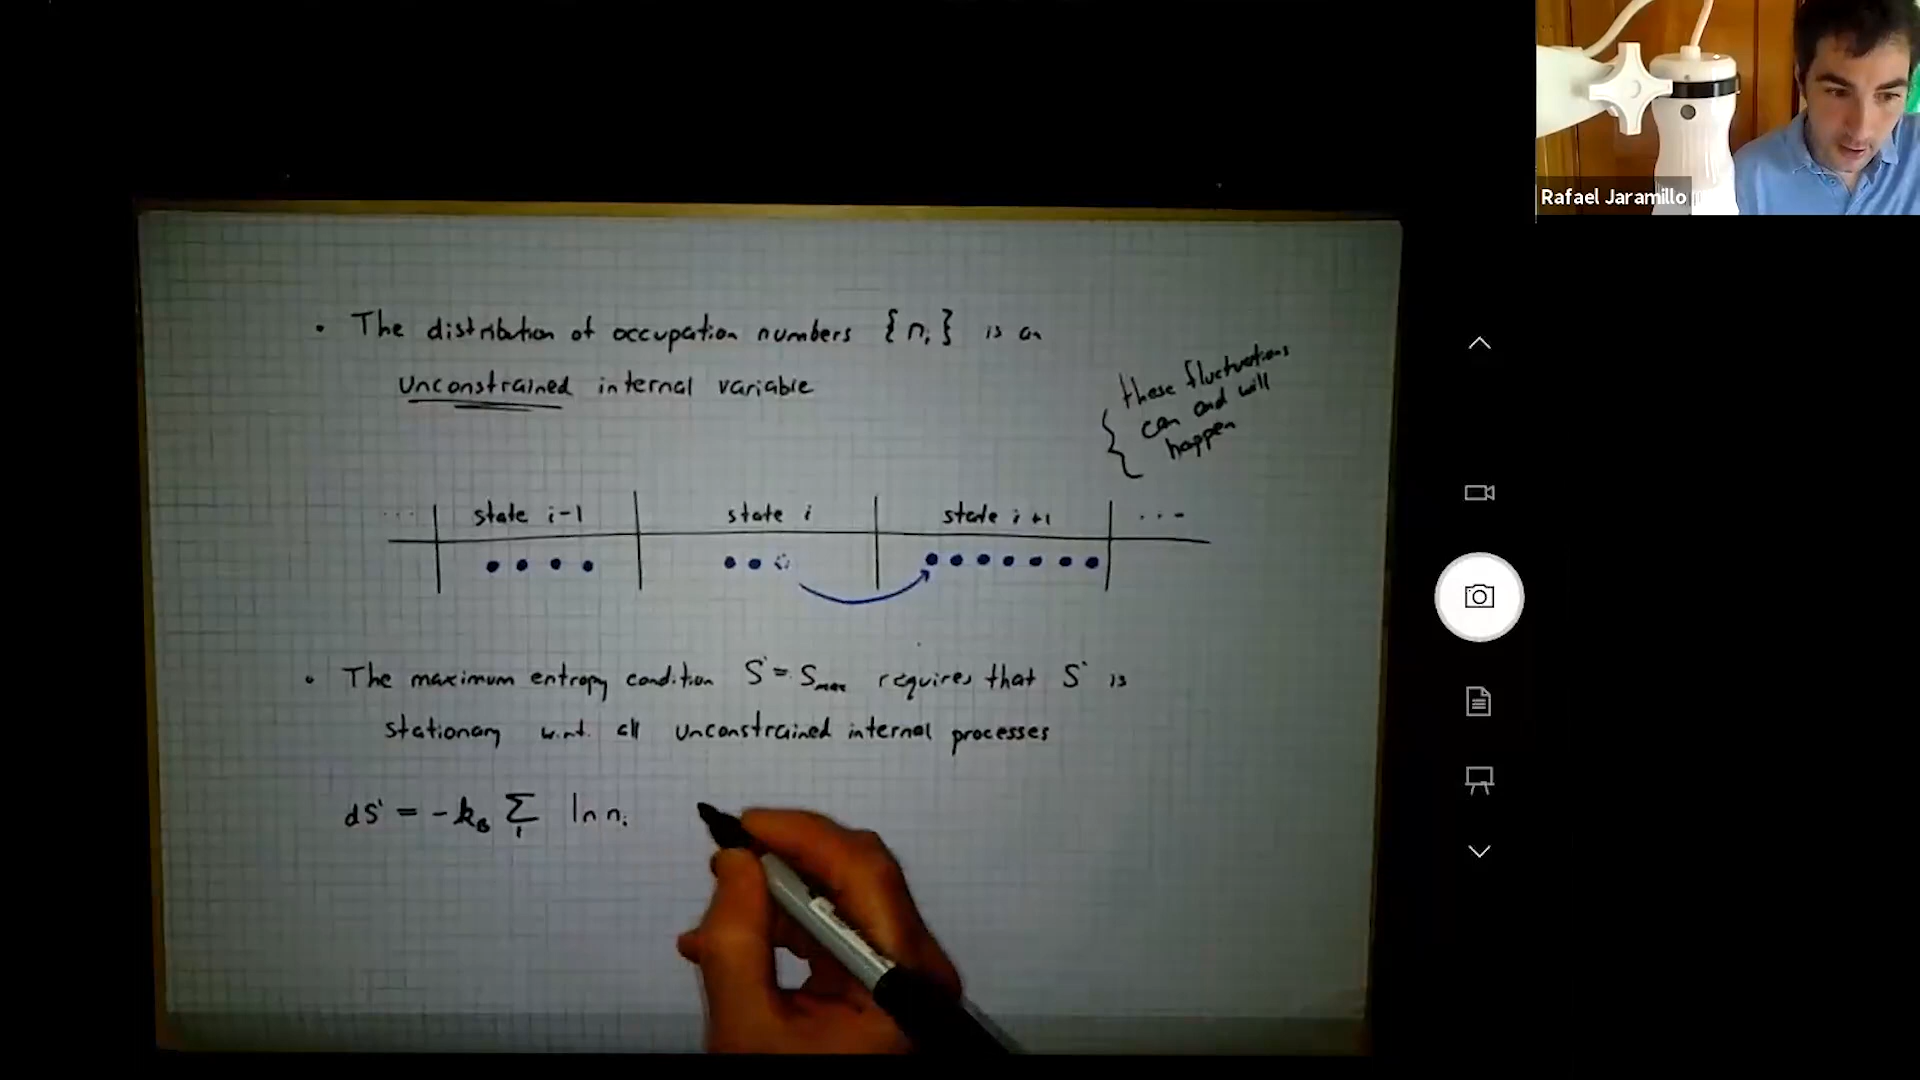 Rafael Jaramillo
• The distribution of occupation numbers {nᵢ} is an
unconstrained internal variable
these fluctuations
can and will
happen
... state i-1 state i state i+1 ...
• The maximum entropy condition S = Sₘₐₓ requires that S is
stationary w.r.t. all unconstrained internal processes
dS = -k_B Σᵢ ln nᵢ